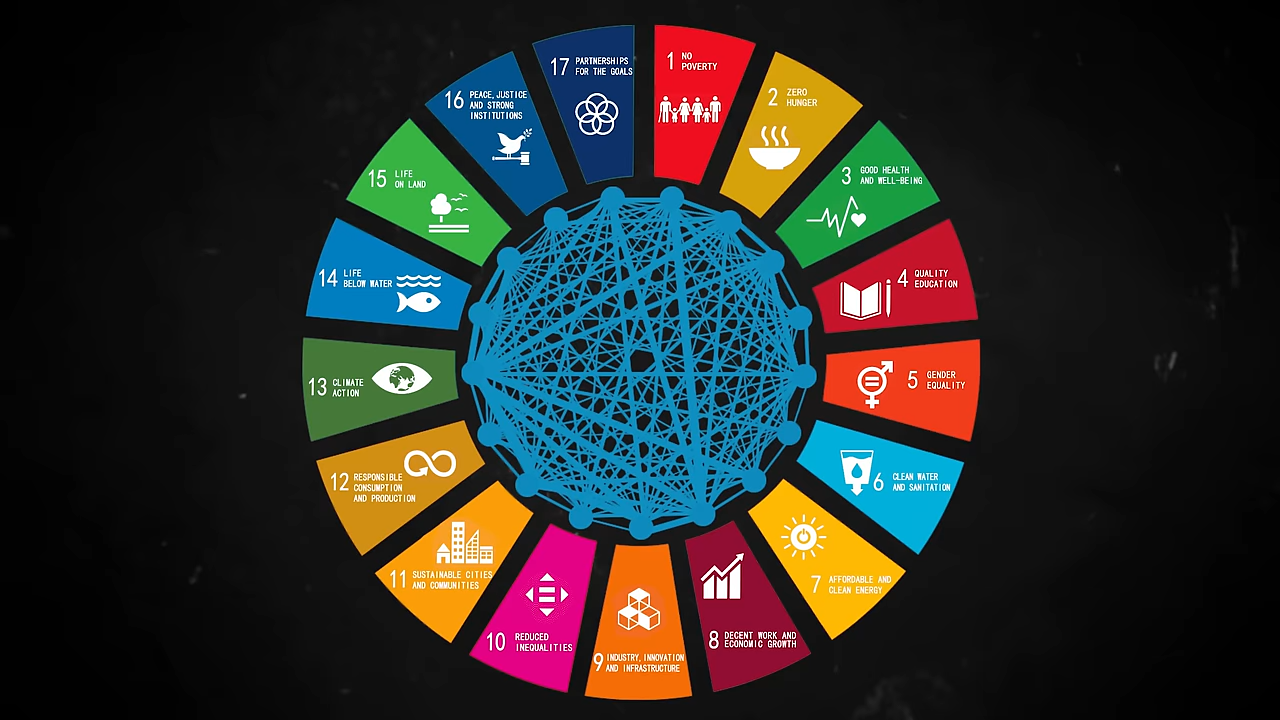 1 NO
POVERTY
2 ZERO
HUNGER
3 GOOD HEALTH
AND WELL-BEING
4 QUALITY
EDUCATION
5 GENDER
EQUALITY
6 CLEAN WATER
AND SANITATION
7 AFFORDABLE AND
CLEAN ENERGY
8 DECENT WORK AND
ECONOMIC GROWTH
9 INDUSTRY, INNOVATION
AND INFRASTRUCTURE
10 REDUCED
INEQUALITIES
11 SUSTAINABLE CITIES
AND COMMUNITIES
12 RESPONSIBLE
CONSUMPTION
AND PRODUCTION
13 CLIMATE
ACTION
14 LIFE
BELOW WATER
15 LIFE
ON LAND
16 PEACE, JUSTICE
AND STRONG
INSTITUTIONS
17 PARTNERSHIPS
FOR THE GOALS